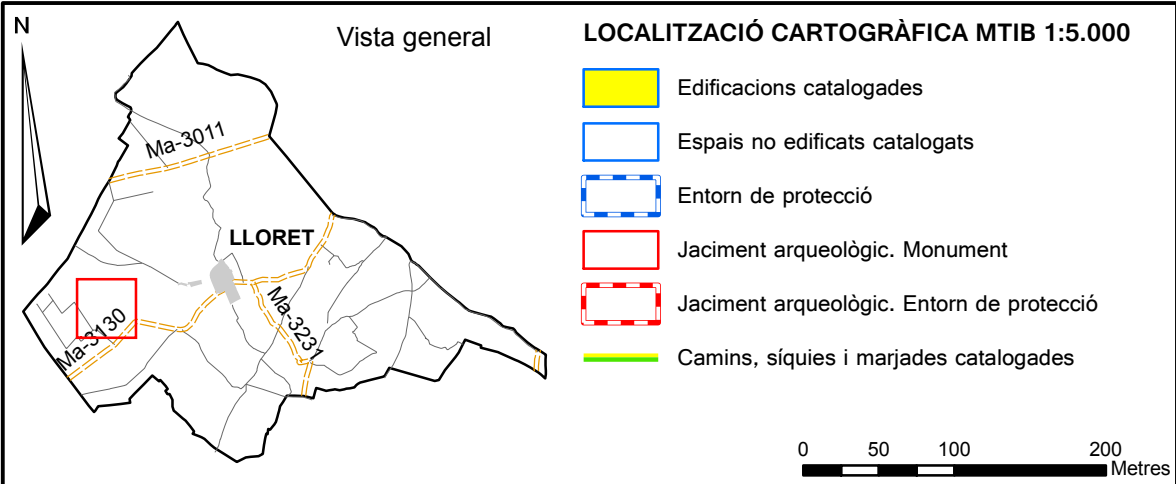 N
Vista general
Ma-3011
LLORET
Ma-3130
Ma-3231
LOCALITZACIÓ CARTOGRÀFICA MTIB 1:5.000
Edificacions catalogades
Espais no edificats catalogats
Entorn de protecció
Jaciment arqueològic. Monument
Jaciment arqueològic. Entorn de protecció
Camins, síquies i marjades catalogades
0 50 100 200
Metres